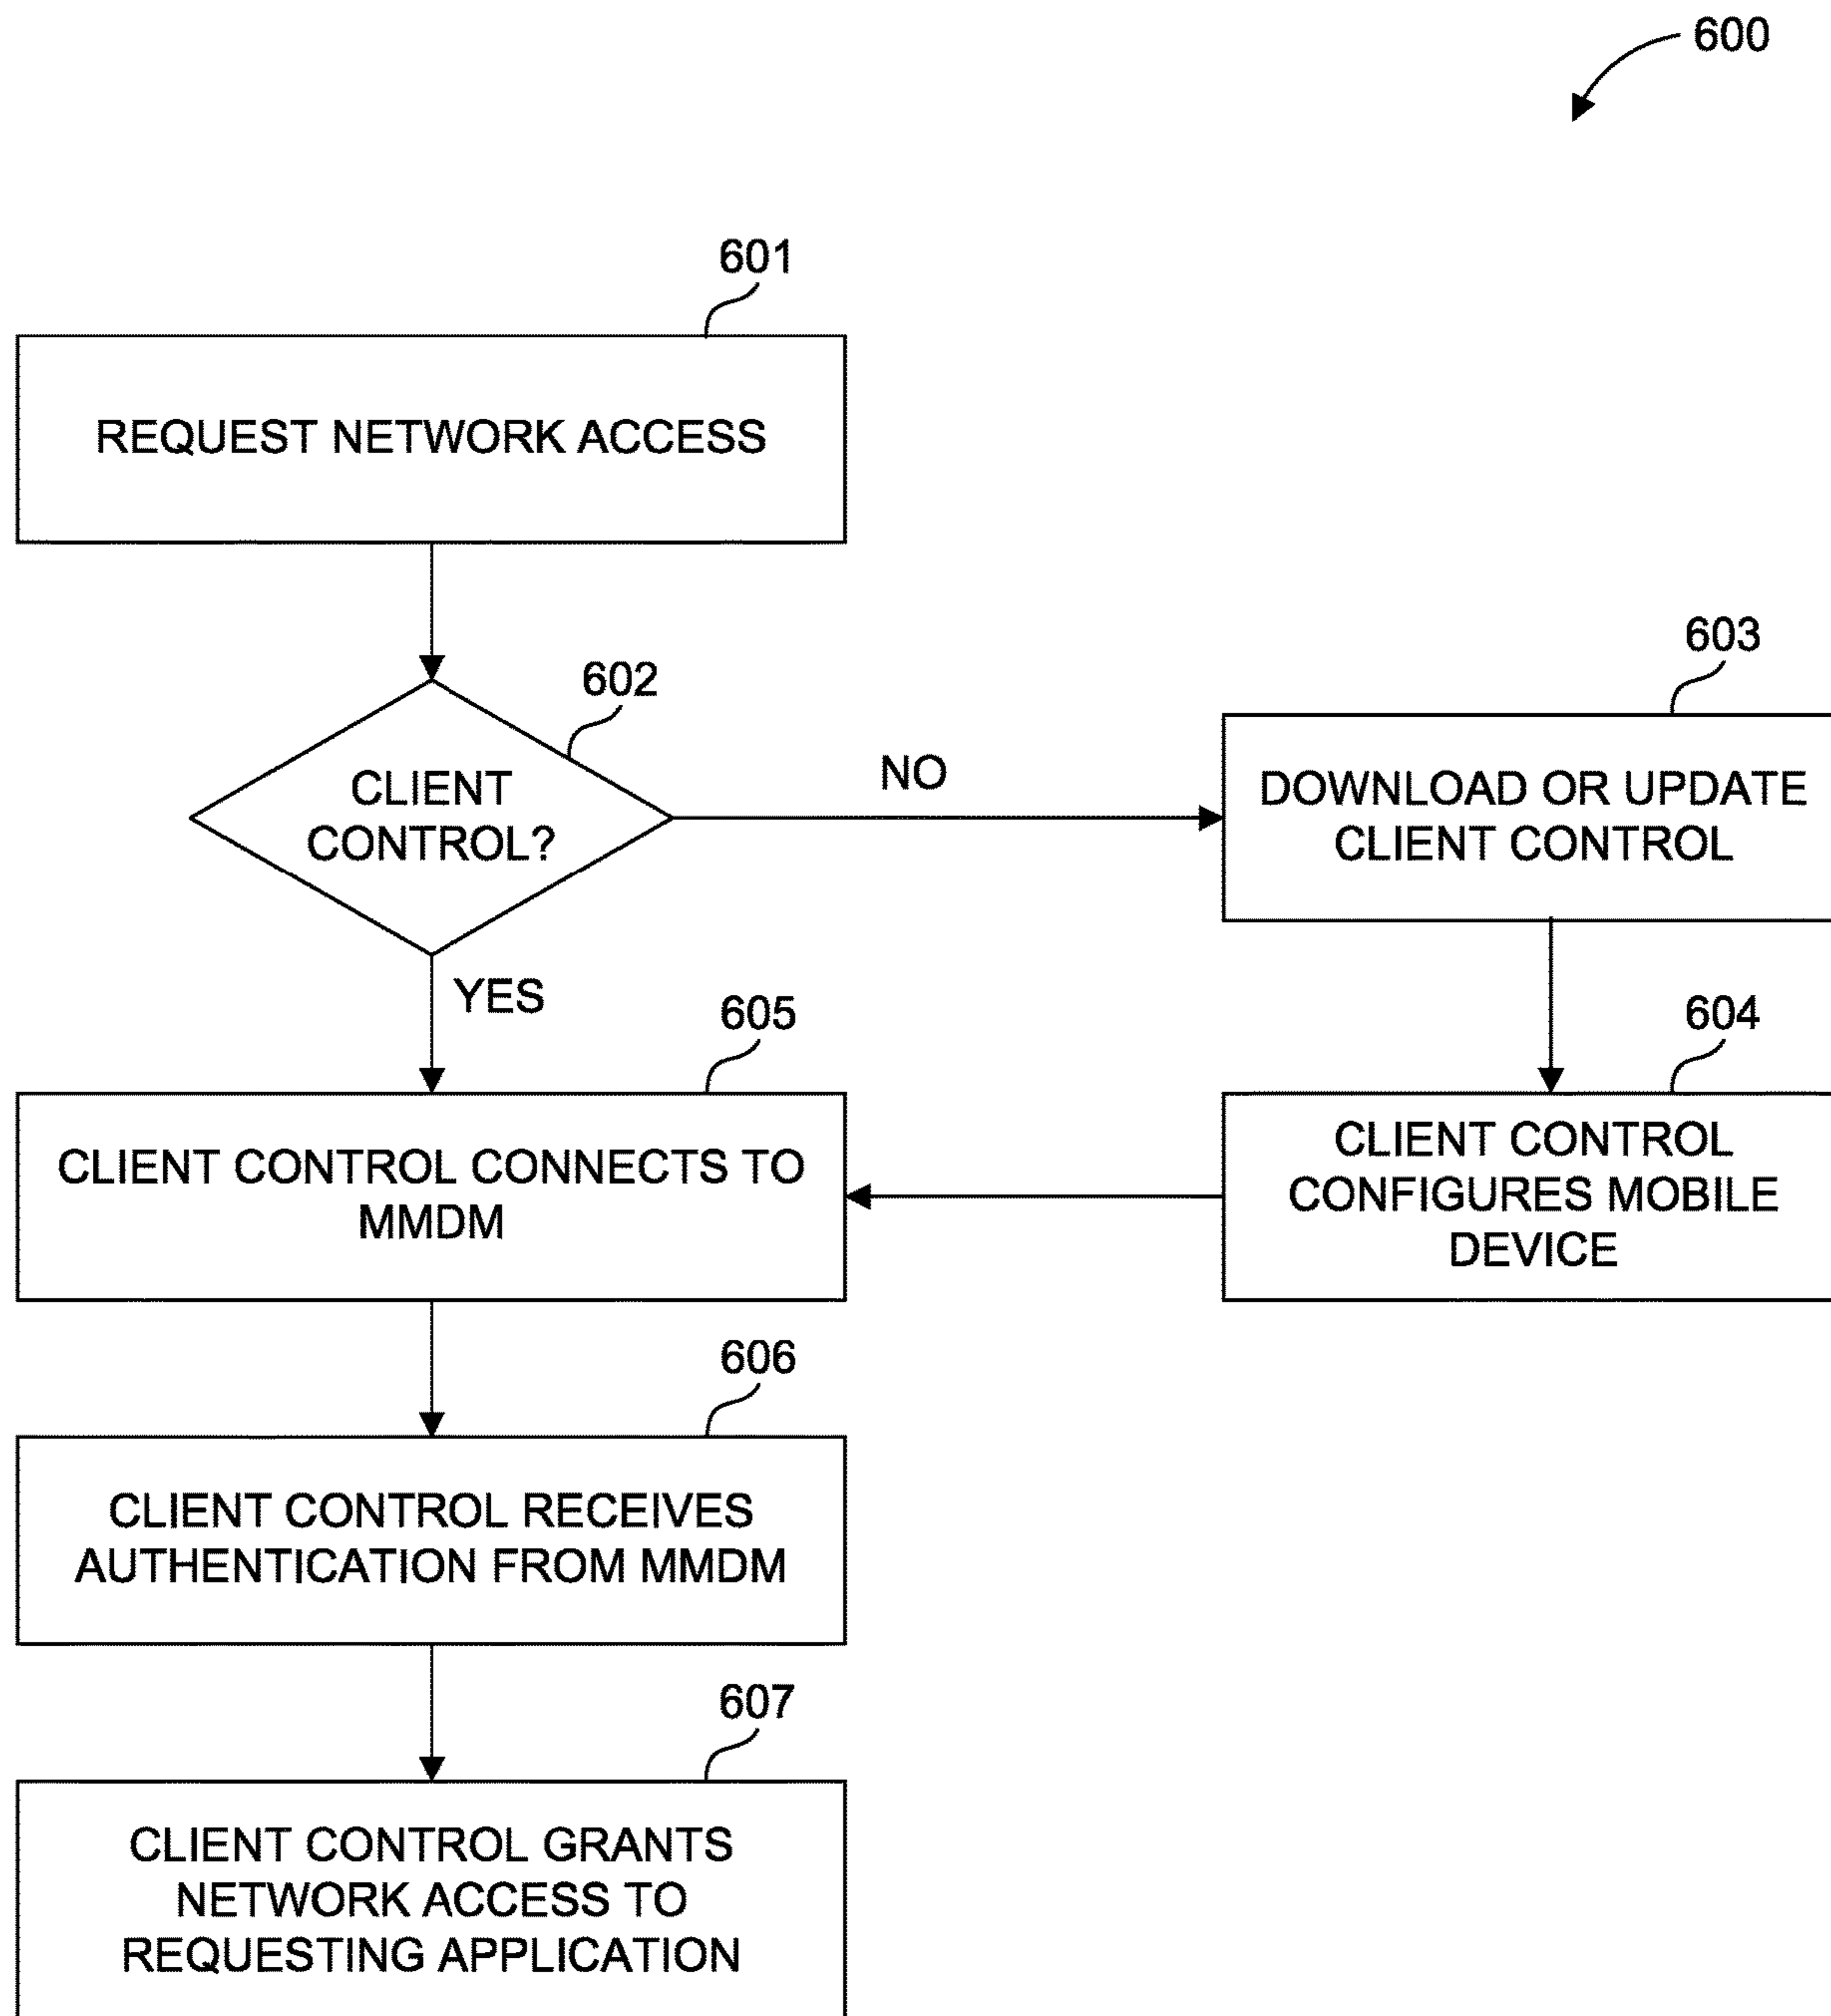 600
601
REQUEST NETWORK ACCESS
602
CLIENT
CONTROL?
NO
603
DOWNLOAD OR UPDATE
CLIENT CONTROL
YES
604
CLIENT CONTROL
CONFIGURES MOBILE
DEVICE
605
CLIENT CONTROL CONNECTS TO
MMDM
606
CLIENT CONTROL RECEIVES
AUTHENTICATION FROM MMDM
607
CLIENT CONTROL GRANTS
NETWORK ACCESS TO
REQUESTING APPLICATION